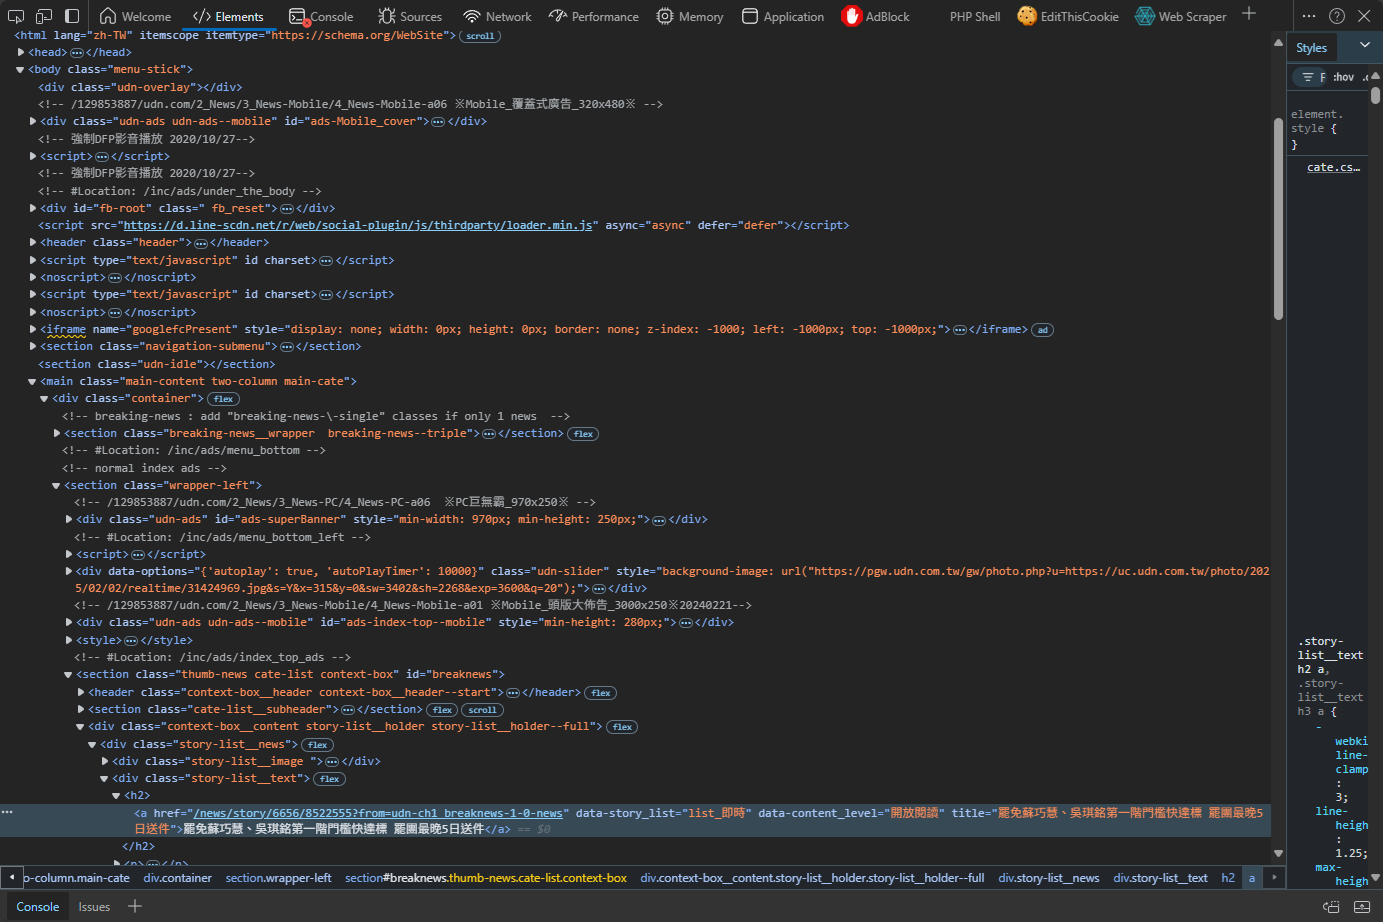 Welcome Elements Console Sources Network Performance Memory Application AdBlock PHP Shell EditThisCookie Web Scraper
<html lang="zh-TW" itemscope itemtype="https://schema.org/WebSite"> scroll
<head> </head>
<body class="menu-stick">
<div class="udn-overlay"></div>
<!-- /129853887/udn.com/2_News/3_News-Mobile/4_News-Mobile-a06 ※Mobile_覆蓋式廣告_320x480※ -->
<div class="udn-ads udn-ads--mobile" id="ads-Mobile_cover"> </div>
<!-- 強制DFP影音播放 2020/10/27-->
<script> </script>
<!-- 強制DFP影音播放 2020/10/27-->
<!-- #Location: /inc/ads/under_the_body -->
<div id="fb-root" class=" fb_reset"> </div>
<script src="https://d.line-scdn.net/r/web/social-plugin/js/thirdparty/loader.min.js" async="async" defer="defer"></script>
<header class="header"> </header>
<script type="text/javascript" id charset> </script>
<noscript> </noscript>
<script type="text/javascript" id charset> </script>
<noscript> </noscript>
<iframe name="googlefcPresent" style="display: none; width: 0px; height: 0px; border: none; z-index: -1000; left: -1000px; top: -1000px;"> </iframe> ad
<section class="navigation-submenu"> </section>
<section class="udn-idle"></section>
<main class="main-content two-column main-cate">
<div class="container"> flex
<!-- breaking-news : add "breaking-news-\-single" classes if only 1 news  -->
<section class="breaking-news__wrapper  breaking-news--triple"> </section> flex
<!-- #Location: /inc/ads/menu_bottom -->
<!-- normal index ads -->
<section class="wrapper-left">
<!-- /129853887/udn.com/2_News/3_News-PC/4_News-PC-a06  ※PC巨無霸_970x250※ -->
<div class="udn-ads" id="ads-superBanner" style="min-width: 970px; min-height: 250px;"> </div>
<!-- #Location: /inc/ads/menu_bottom_left -->
<script> </script>
<div data-options="{'autoplay': true, 'autoPlayTimer': 10000}" class="udn-slider" style="background-image: url("https://pgw.udn.com.tw/gw/photo.php?u=https://uc.udn.com.tw/photo/202
5/02/02/realtime/31424969.jpg&s=Y&x=315&y=0&sw=3402&sh=2268&exp=3600&q=20");"> </div>
<!-- /129853887/udn.com/2_News/3_News-Mobile/4_News-Mobile-a01 ※Mobile_頭版大佈告_3000x250※20240221-->
<div class="udn-ads udn-ads--mobile" id="ads-index-top--mobile" style="min-height: 280px;"> </div>
<style> </style>
<!-- #Location: /inc/ads/index_top_ads -->
<section class="thumb-news cate-list context-box" id="breaknews">
<header class="context-box__header context-box__header--start"> </header> flex
<section class="cate-list__subheader"> </section> flex scroll
<div class="context-box__content story-list__holder story-list__holder--full"> flex
<div class="story-list__news"> flex
<div class="story-list__image "> </div>
<div class="story-list__text"> flex
<h2>
<a href="/news/story/6656/8522555?from=udn-ch1_breaknews-1-0-news" data-story_list="list_即時" data-content_level="開放閱讀" title="罷免蘇巧慧、吳琪銘第一階門檻快達標 罷團最晚5
日送件">罷免蘇巧慧、吳琪銘第一階門檻快達標 罷團最晚5日送件</a> == $0
</h2>
<p> </p>
o-column.main-cate div.container section.wrapper-left section#breaknews.thumb-news.cate-list.context-box div.context-box__content.story-list__holder.story-list__holder--full div.story-list__news div.story-list__text h2 a
Console Issues
Styles
F :hov .c
element.
style {
}
cate.cs…
.story-
list__text
h2 a,
.story-
list__text
h3 a {
-
webki
line-
clamp
:
3;
line-
heigh
:
1.25;
max-
heigh